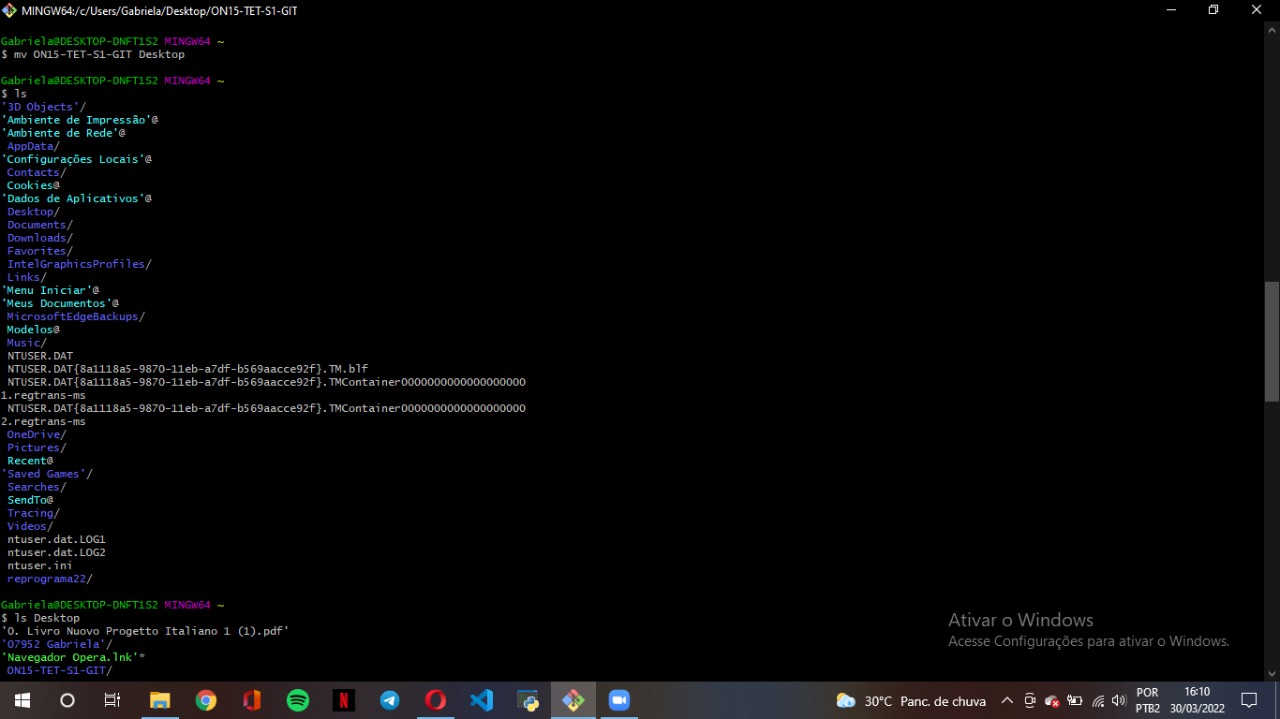 MINGW64:/c/Users/Gabriela/Desktop/ON15-TET-S1-GIT
Gabriela@DESKTOP-DNFT1S2 MINGW64 ~
$ mv ON15-TET-S1-GIT Desktop
Gabriela@DESKTOP-DNFT1S2 MINGW64 ~
$ ls
'3D Objects'/
'Ambiente de Impressão'@
'Ambiente de Rede'@
AppData/
'Configurações Locais'@
Contacts/
Cookies@
'Dados de Aplicativos'@
Desktop/
Documents/
Downloads/
Favorites/
IntelGraphicsProfiles/
Links/
'Menu Iniciar'@
'Meus Documentos'@
MicrosoftEdgeBackups/
Modelos@
Music/
NTUSER.DAT
NTUSER.DAT{8a1118a5-9870-11eb-a7df-b569aacce92f}.TM.blf
NTUSER.DAT{8a1118a5-9870-11eb-a7df-b569aacce92f}.TMContainer0000000000000000000
1.regtrans-ms
NTUSER.DAT{8a1118a5-9870-11eb-a7df-b569aacce92f}.TMContainer0000000000000000000
2.regtrans-ms
OneDrive/
Pictures/
Recent@
'Saved Games'/
Searches/
SendTo@
Tracing/
Videos/
ntuser.dat.LOG1
ntuser.dat.LOG2
ntuser.ini
reprograma22/
Gabriela@DESKTOP-DNFT1S2 MINGW64 ~
$ ls Desktop
'0. Livro Nuovo Progetto Italiano 1 (1).pdf'
'07952 Gabriela'/
'Navegador Opera.lnk'*
ON15-TET-S1-GIT/
Ativar o Windows
Acesse Configurações para ativar o Windows.
N
30°C Panc. de chuva
POR
PTB2
16:10
30/03/2022